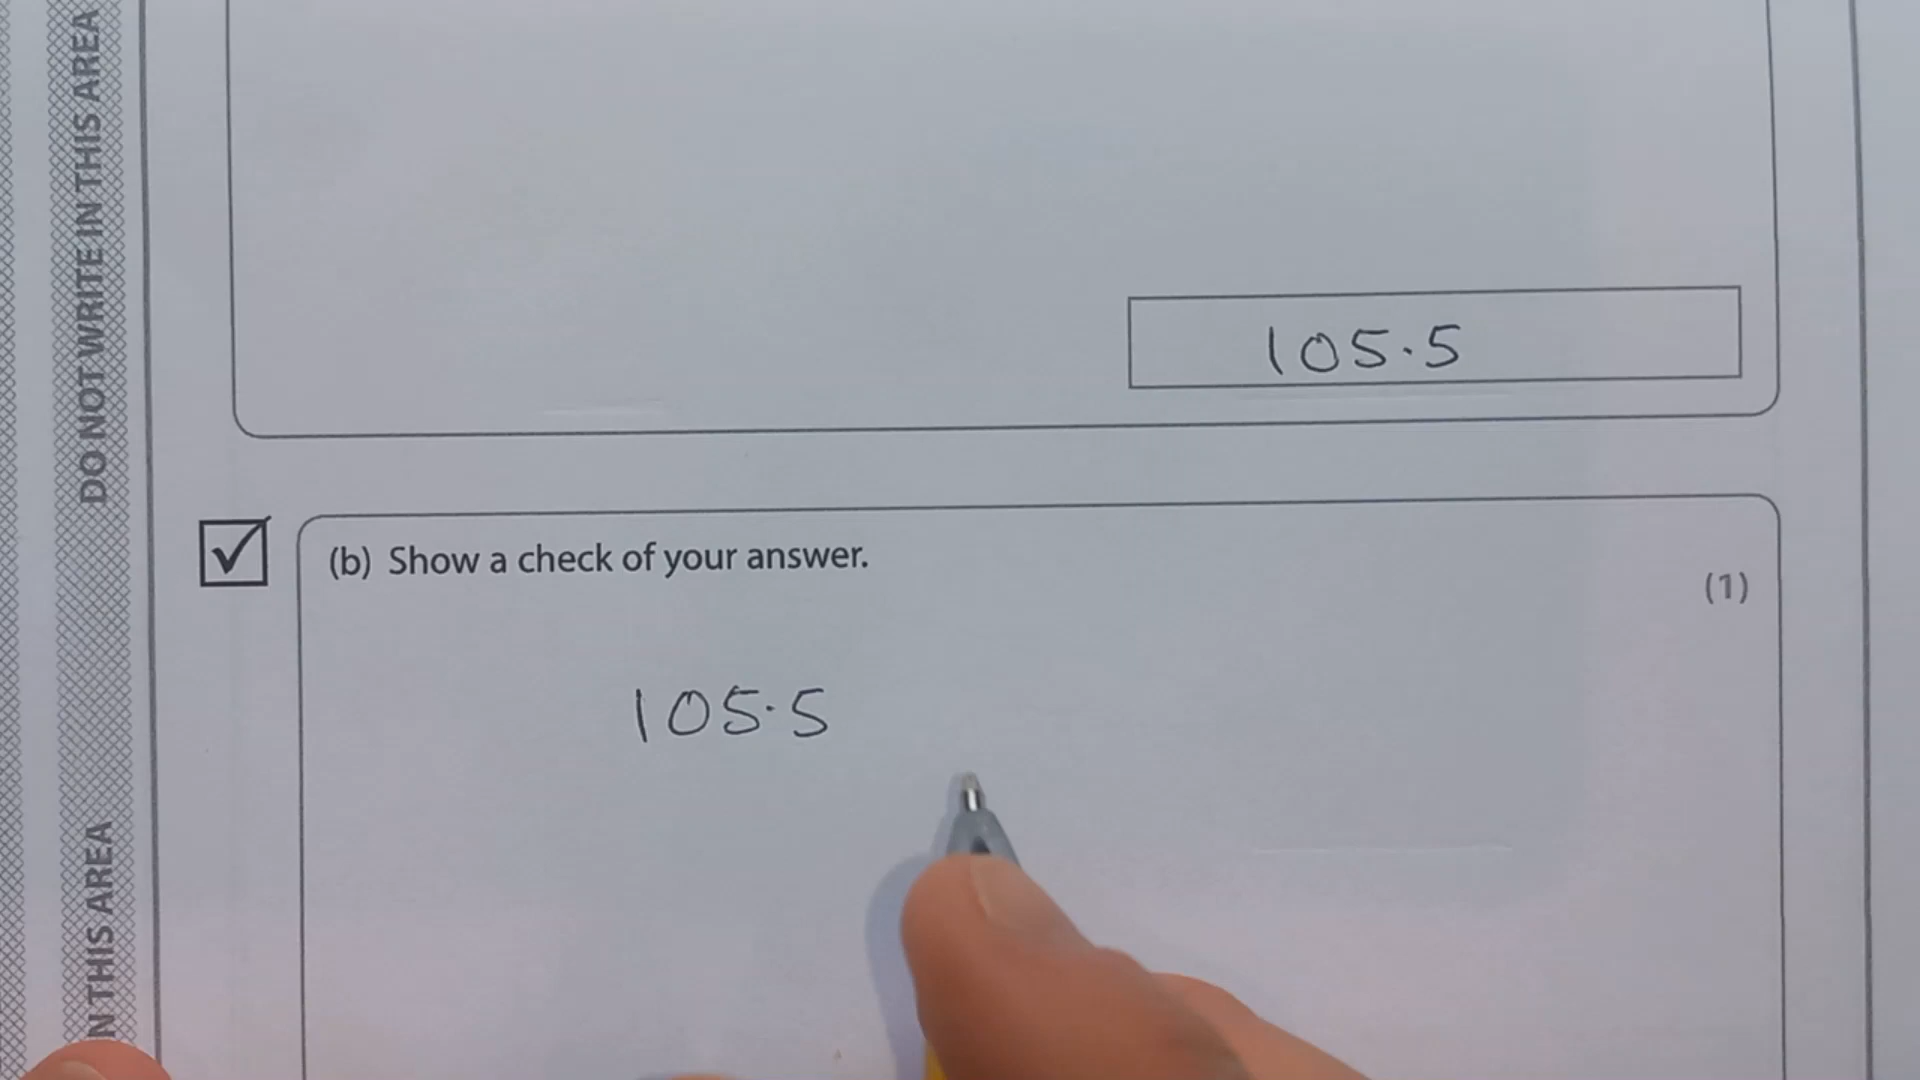 DO NOT WRITE IN THIS AREA
105.5
(b) Show a check of your answer.
(1)
105.5
N THIS AREA